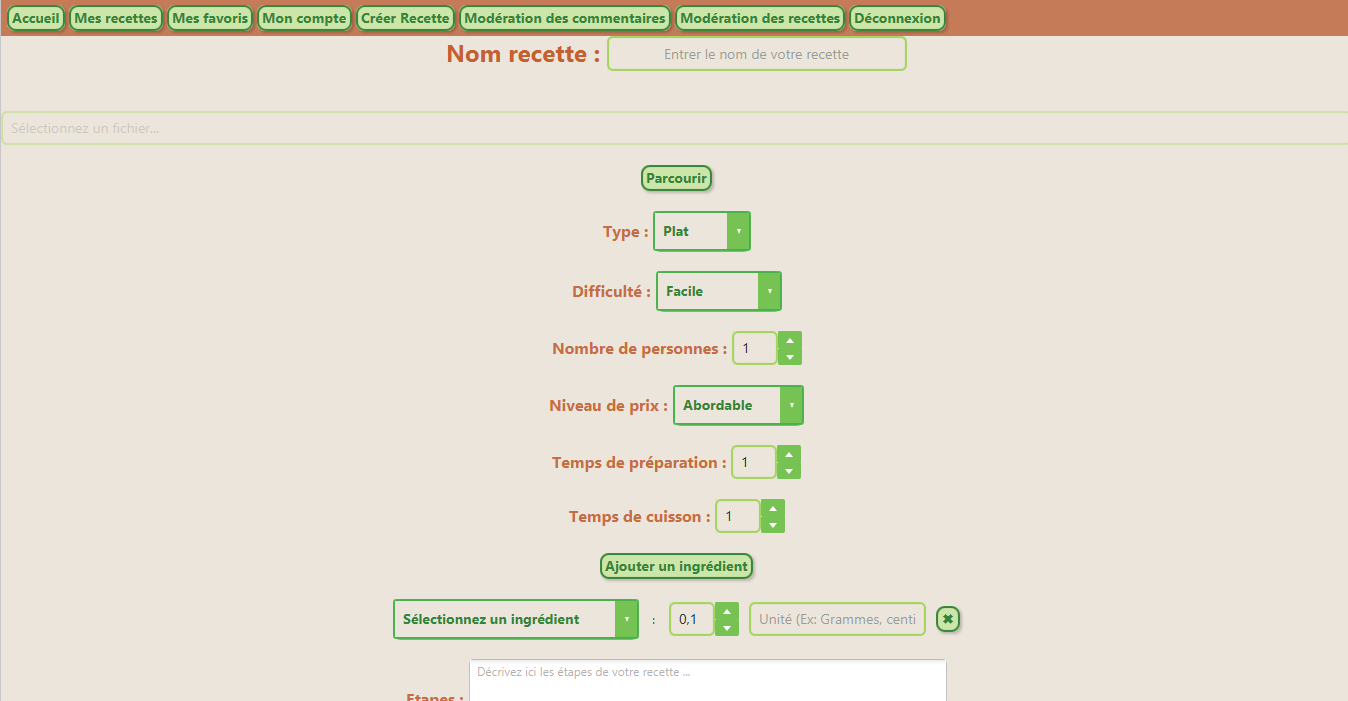 Accueil Mes recettes Mes favoris Mon compte Créer Recette Modération des commentaires Modération des recettes Déconnexion
Nom recette : Entrer le nom de votre recette
Sélectionnez un fichier...
Parcourir
Type : Plat
Difficulté : Facile
Nombre de personnes : 1
Niveau de prix : Abordable
Temps de préparation : 1
Temps de cuisson : 1
Ajouter un ingrédient
Sélectionnez un ingrédient : 0,1 Unité (Ex: Grammes, centi ✖
Décrivez ici les étapes de votre recette ...
Etapes :